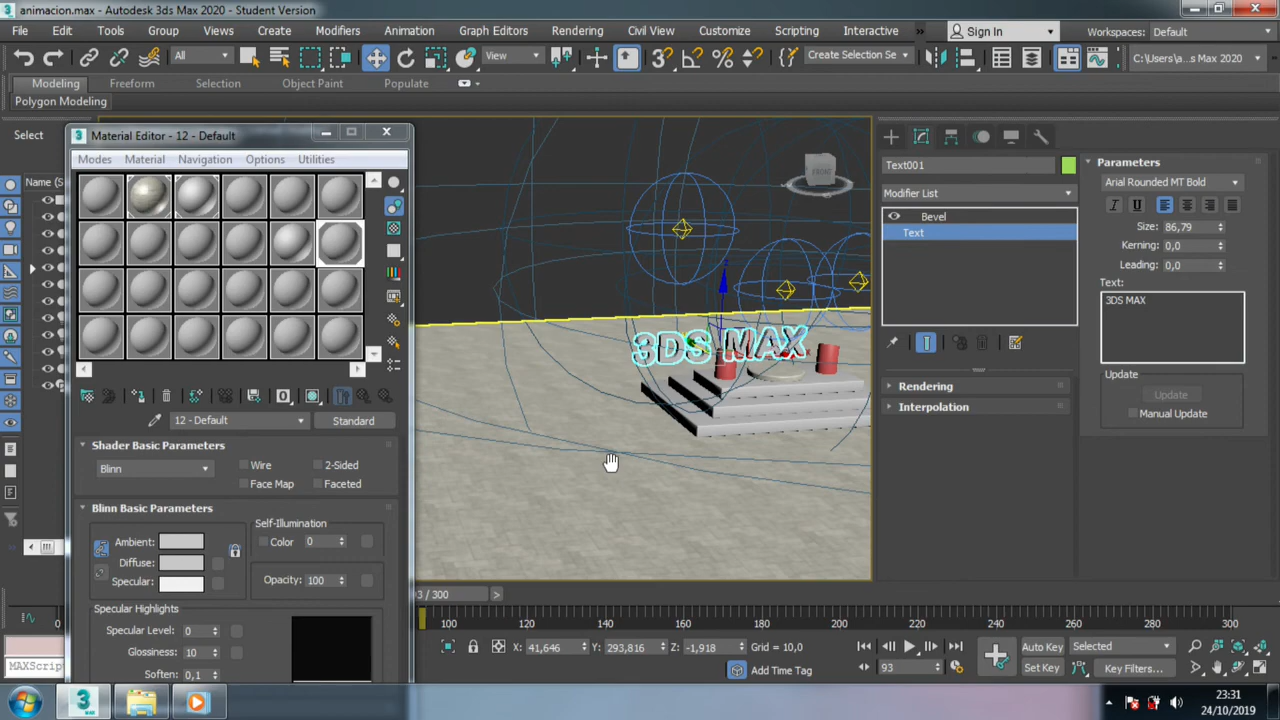 animacion.max - Autodesk 3ds Max 2020 - Student Version
File Edit Tools Group Views Create Modifiers Animation Graph Editors Rendering Civil View Customize Scripting Interactive Sign In Workspaces: Default
All View Create Selection Se C:\Users\a...s Max 2020
Modeling Freeform Selection Object Paint Populate
Polygon Modeling
Select
Name (S
Material Editor - 12 - Default
Modes Material Navigation Options Utilities
12 - Default Standard
Shader Basic Parameters
Blinn Wire 2-Sided
Face Map Faceted
Blinn Basic Parameters
Self-Illumination
Ambient: Color 0
Diffuse:
Specular: Opacity: 100
Specular Highlights
Specular Level: 0
Glossiness: 10
Soften: 0,1
FRONT
3DS MAX
Text001
Modifier List
Bevel
Text
Rendering
Interpolation
Parameters
Arial Rounded MT Bold
Size: 86,79
Kerning: 0,0
Leading: 0,0
Text:
3DS MAX
Update
Update
Manual Update
93 / 300
0 100 120 140 160 180 200 220 240 260 280 300
X: 41,646 Y: 293,816 Z: -1,918 Grid = 10,0
Add Time Tag
93
Auto Key Selected
Set Key Key Filters...
MAXScript
23:31
24/10/2019